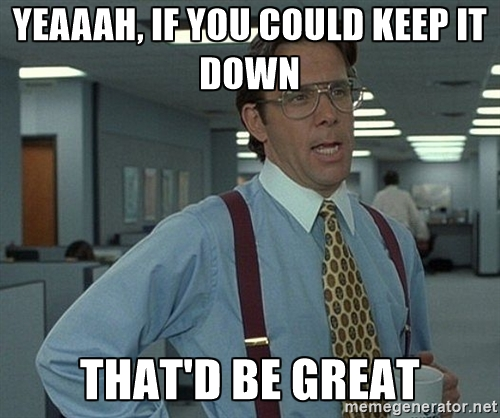 YEAAAH, IF YOU COULD KEEP IT
DOWN
THAT'D BE GREAT
memegenerator.net